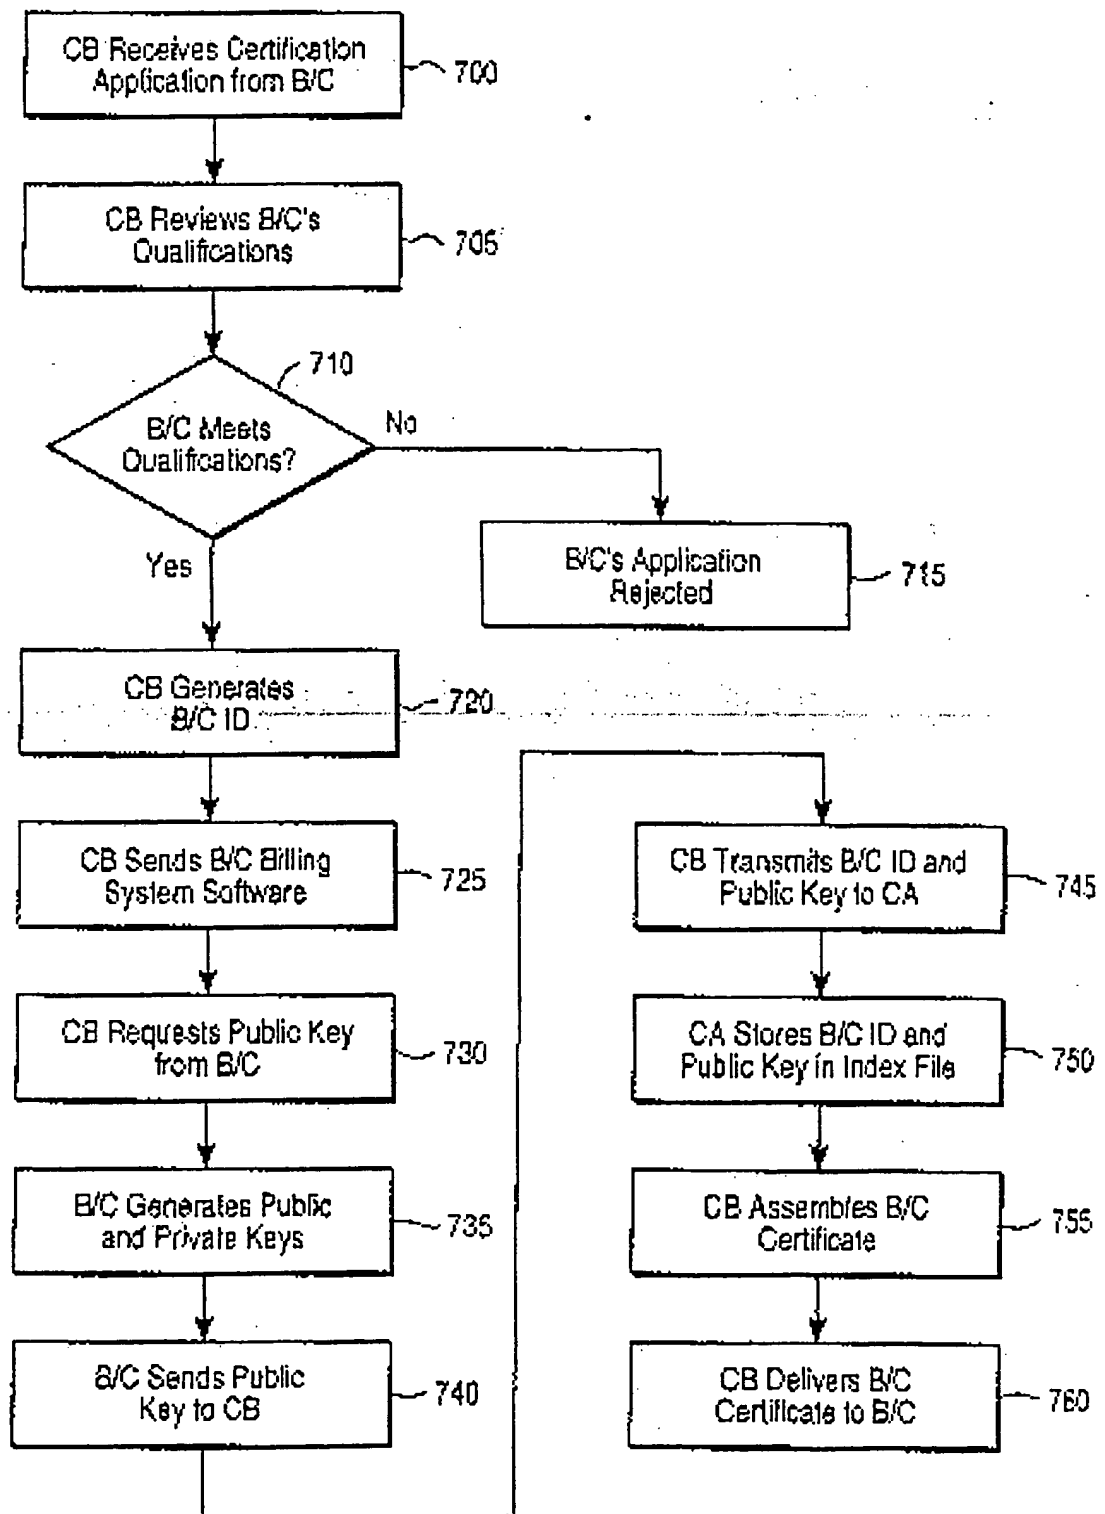 CB Receives Certification
Application from B/C
700
CB Reviews B/C's
Qualifications
705
710
B/C Meets
Qualifications?
No
Yes
B/C's Application
Rejected
715
CB Generates
B/C ID
720
CB Sends B/C Billing
System Software
725
CB Requests Public Key
from B/C
730
B/C Generates Public
and Private Keys
735
B/C Sends Public
Key to CB
740
CB Transmits B/C ID and
Public Key to CA
745
CA Stores B/C ID and
Public Key in Index File
750
CB Assembles B/C
Certificate
755
CB Delivers B/C
Certificate to B/C
760